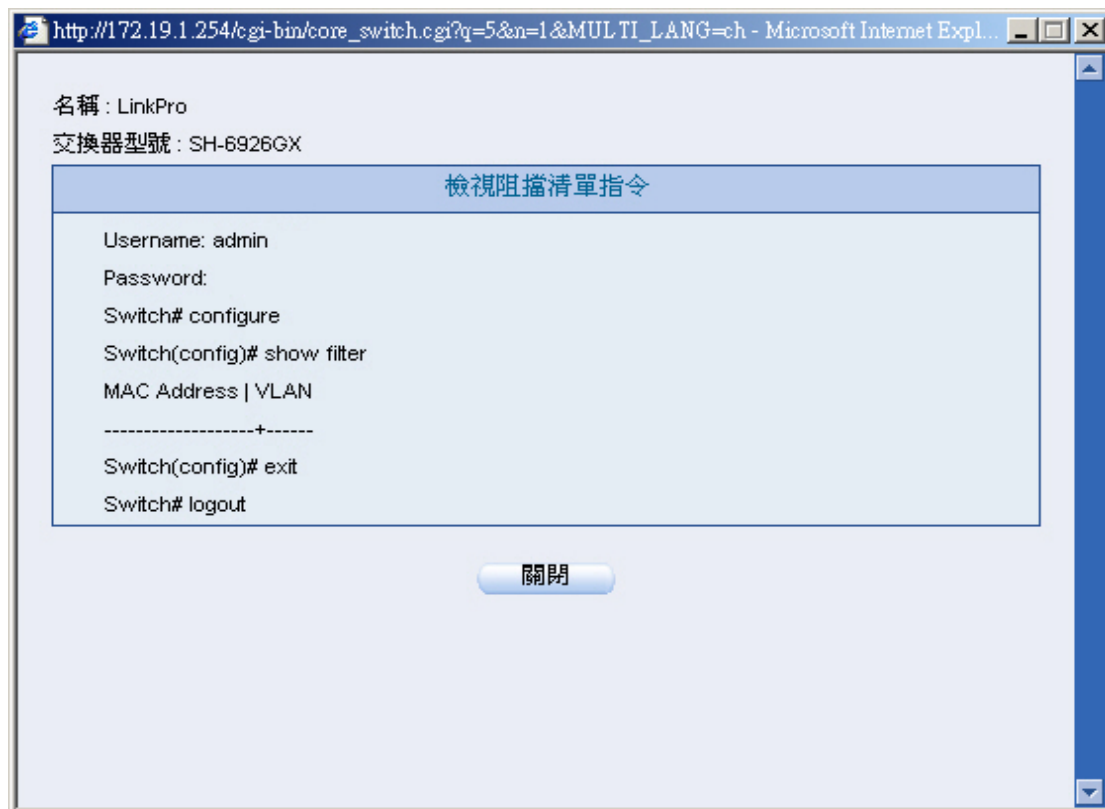 http://172.19.1.254/cgi-bin/core_switch.cgi?q=5&n=1&MULTI_LANG=ch - Microsoft Internet Expl...
名稱 : LinkPro
交換器型號 : SH-6926GX
檢視阻擋清單指令
Username: admin
Password:
Switch# configure
Switch(config)# show filter
MAC Address | VLAN
-------------------+------
Switch(config)# exit
Switch# logout
關閉